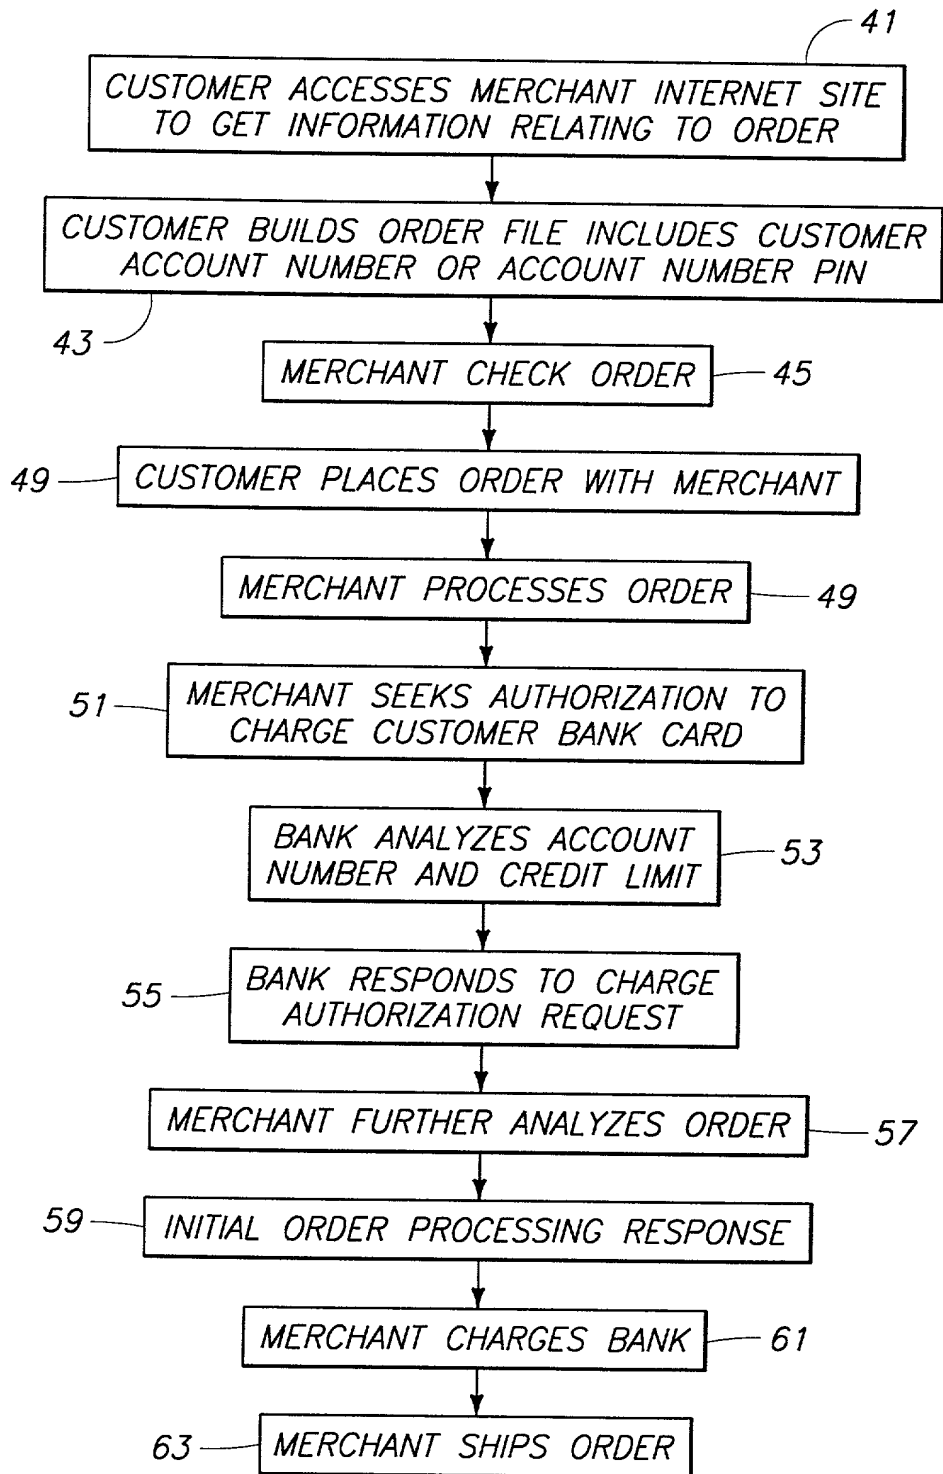 41
CUSTOMER ACCESSES MERCHANT INTERNET SITE
TO GET INFORMATION RELATING TO ORDER
CUSTOMER BUILDS ORDER FILE INCLUDES CUSTOMER
ACCOUNT NUMBER OR ACCOUNT NUMBER PIN
43
MERCHANT CHECK ORDER
45
49
CUSTOMER PLACES ORDER WITH MERCHANT
MERCHANT PROCESSES ORDER
49
51
MERCHANT SEEKS AUTHORIZATION TO
CHARGE CUSTOMER BANK CARD
BANK ANALYZES ACCOUNT
NUMBER AND CREDIT LIMIT
53
55
BANK RESPONDS TO CHARGE
AUTHORIZATION REQUEST
MERCHANT FURTHER ANALYZES ORDER
57
59
INITIAL ORDER PROCESSING RESPONSE
MERCHANT CHARGES BANK
61
63
MERCHANT SHIPS ORDER